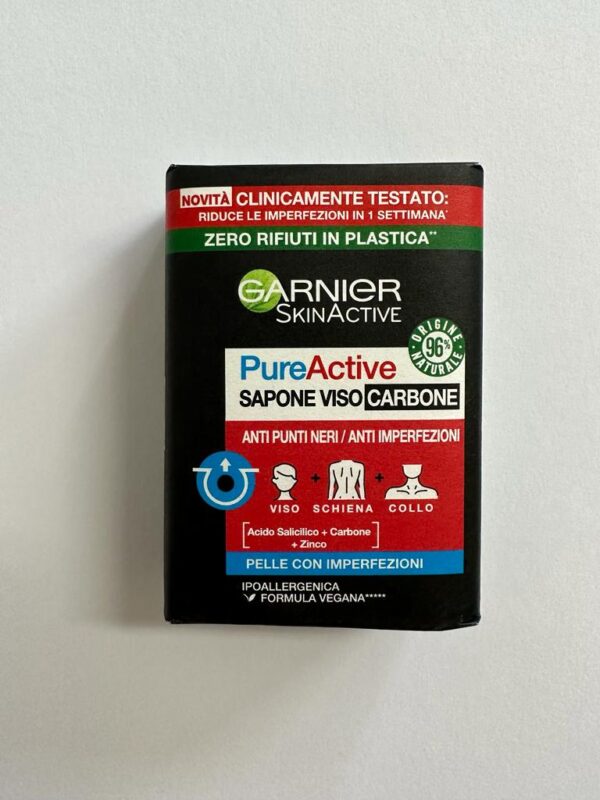 NOVITÀ CLINICAMENTE TESTATO:
RIDUCE LE IMPERFEZIONI IN 1 SETTIMANA*
ZERO RIFIUTI IN PLASTICA**
GARNIER
SKINACTIVE
ORIGINE
96%
NATURALE
PureActive
SAPONE VISO CARBONE
ANTI PUNTI NERI / ANTI IMPERFEZIONI
+ +
VISO SCHIENA COLLO
[Acido Salicilico + Carbone
+ Zinco]
PELLE CON IMPERFEZIONI
IPOALLERGENICA
FORMULA VEGANA*****